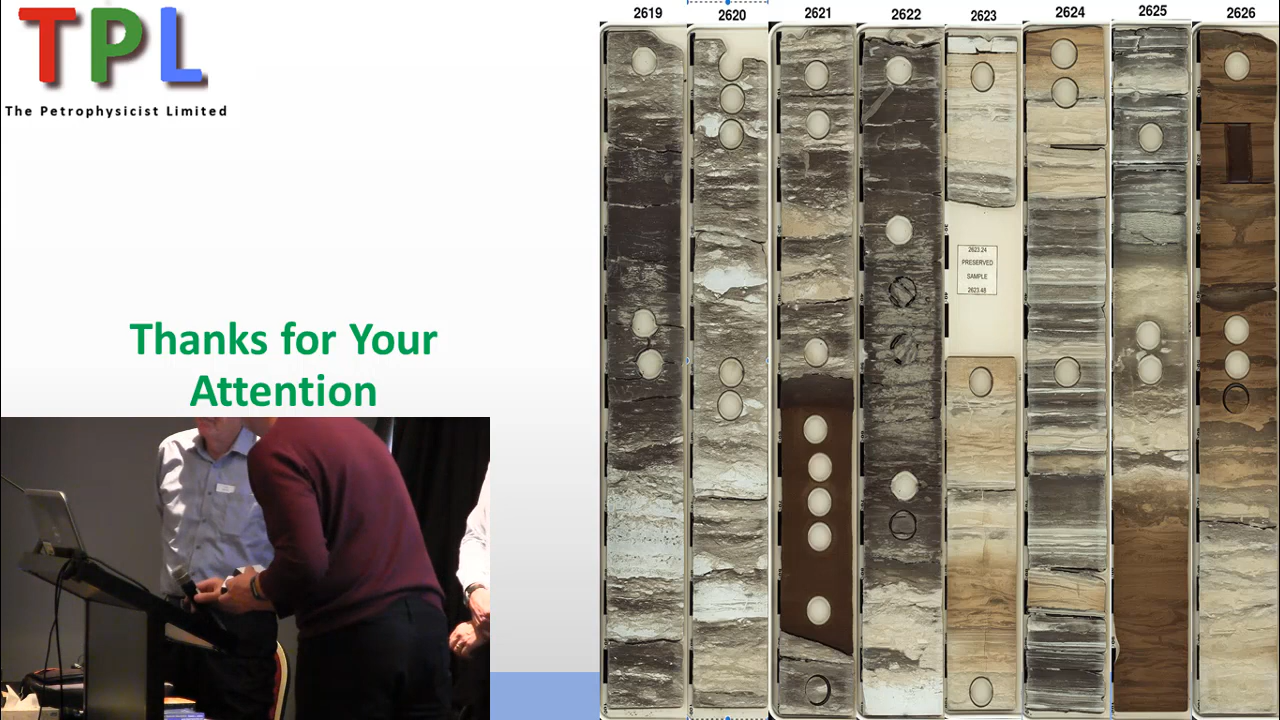 TPL
The Petrophysicist Limited
Thanks for Your
Attention
2619 2620 2621 2622 2623 2624 2625 2626
2623.24
PRESERVED
SAMPLE
2623.48